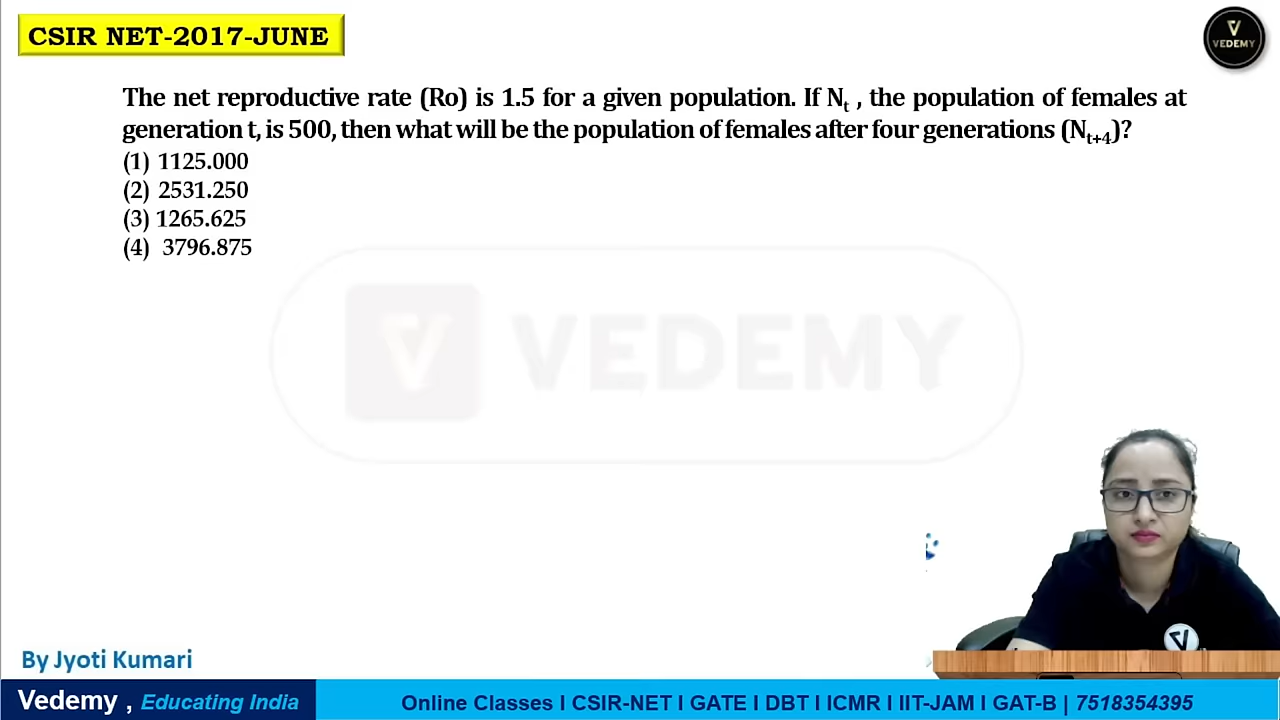 CSIR NET-2017-JUNE
VEDEMY
The net reproductive rate (Ro) is 1.5 for a given population. If Nt , the population of females at
generation t, is 500, then what will be the population of females after four generations (Nt+4)?
(1) 1125.000
(2) 2531.250
(3) 1265.625
(4) 3796.875
VEDEMY
By Jyoti Kumari
Vedemy , Educating India
Online Classes I CSIR-NET I GATE I DBT I ICMR I IIT-JAM I GAT-B | 7518354395